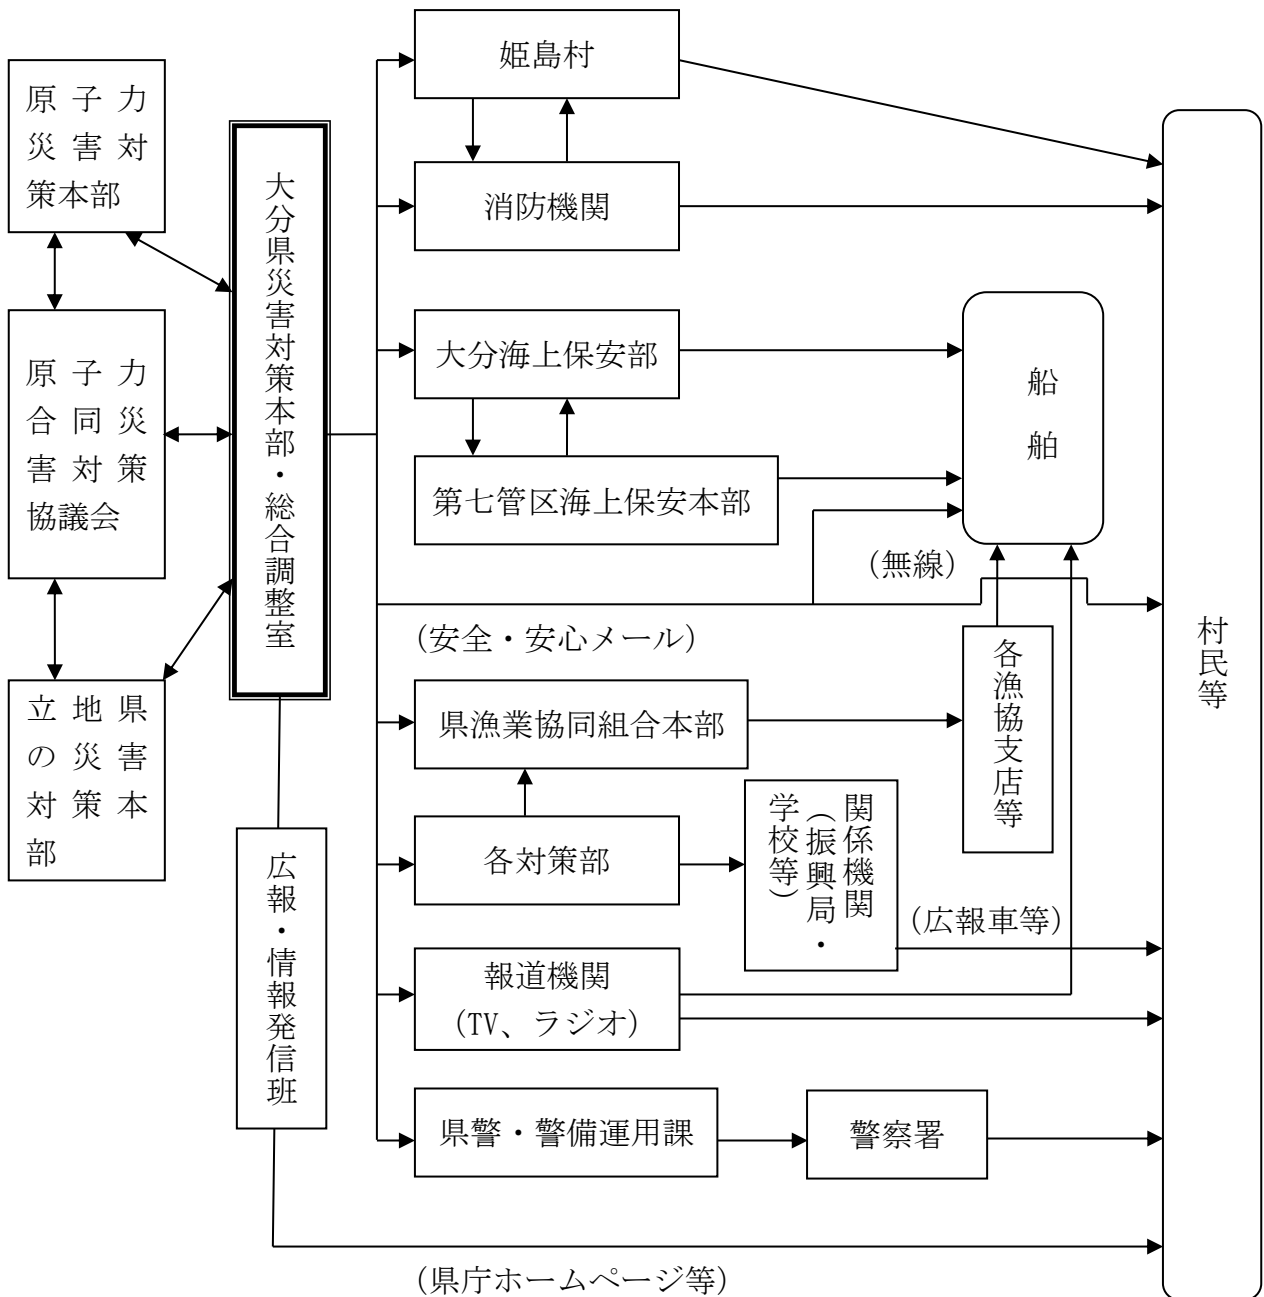 原子力
災害対
策本部
原子力
合同災
害対策
協議会
立地県
の災害
対策本
部
大分県災害対策本部・総合調整室
広報・情報発信班
姫島村
消防機関
大分海上保安部
第七管区海上保安本部
(無線)
(安全・安心メール)
県漁業協同組合本部
各対策部
関係機関
(振興局・
学校等)
(広報車等)
報道機関
(TV、ラジオ)
県警・警備運用課
警察署
(県庁ホームページ等)
船舶
各漁協支店等
村民等